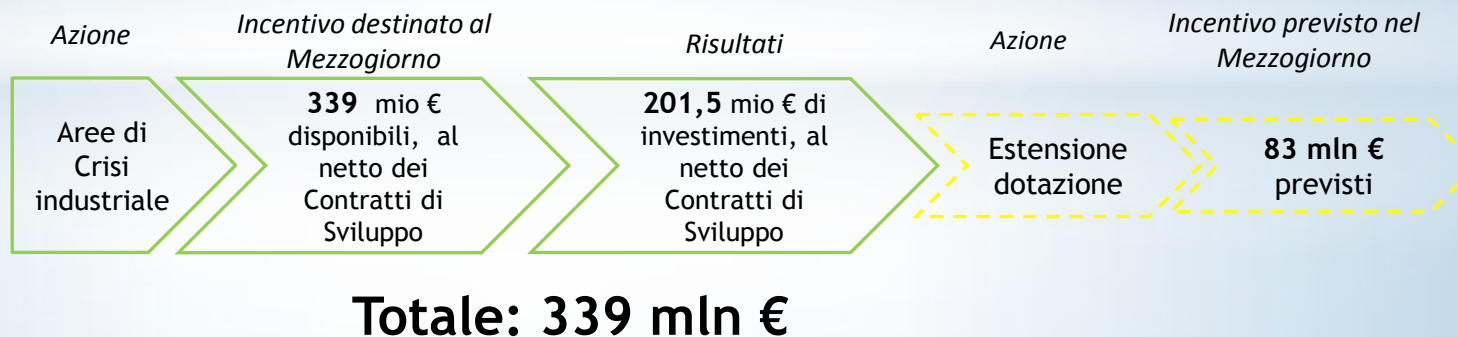 Azione
Incentivo destinato al
Mezzogiorno
Risultati
Azione
Incentivo previsto nel
Mezzogiorno
Aree di
Crisi
industriale
339 mio €
disponibili, al
netto dei
Contratti di
Sviluppo
201,5 mio € di
investimenti, al
netto dei
Contratti di
Sviluppo
Estensione
dotazione
83 mln €
previsti
Totale: 339 mln €